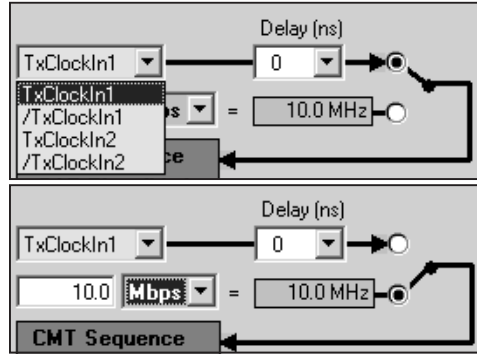 Delay (ns)
TxClockIn1 0
TxClockIn1
/TxClockIn1
TxClockIn2
/TxClockIn2
= 10.0 MHz
Delay (ns)
TxClockIn1 0
10.0 Mbps = 10.0 MHz
CMT Sequence